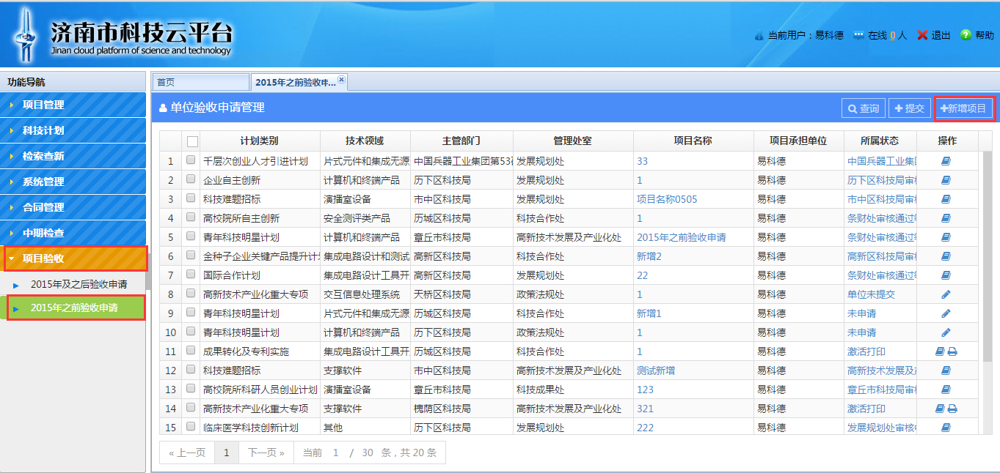 济南市科技云平台
Jinan cloud platform of science and technology
当前用户：易科德 在线 0 人 退出 帮助
功能导航
项目管理
科技计划
检索查新
系统管理
合同管理
中期检查
项目验收
2015年及之后验收申请
2015年之前验收申请
首页 2015年之前验收申...
单位验收申请管理 查询 提交 新增项目
计划类别 技术领域 主管部门 管理处室 项目名称 项目承担单位 所属状态 操作
1 千层次创业人才引进计划 片式元件和集成无源 中国兵器工业集团第53 发展规划处 33 易科德 中国兵器工业集
2 企业自主创新 计算机和终端产品 历下区科技局 发展规划处 1 易科德 历下区科技局审
3 科技难题招标 演播室设备 市中区科技局 发展规划处 项目名称0505 易科德 市中区科技局审
4 高校院所自主创新 安全测评类产品 历城区科技局 科技合作处 1 易科德 条财处审核通过
5 青年科技明星计划 计算机和终端产品 章丘市科技局 高新技术发展及产业化处 2015年之前验收申请 易科德 条财处审核通过
6 金种子企业关键产品提升计 集成电路设计和测试 高新区科技局 科技合作处 新增2 易科德 高新区科技局审
7 国际合作计划 集成电路设计工具开 高新区科技局 发展规划处 22 易科德 条财处审核通过
8 高新技术产业化重大专项 交互信息处理系统 天桥区科技局 政策法规处 1 易科德 单位未提交
9 青年科技明星计划 片式元件和集成无源 历城区科技局 科技合作处 新增1 易科德 未申请
10 青年科技明星计划 计算机和终端产品 历下区科技局 政策法规处 1 易科德 未申请
11 成果转化及专利实施 集成电路设计工具开 历城区科技局 科技合作处 1 易科德 激活打印
12 科技难题招标 支撑软件 市中区科技局 高新技术发展及产业化处 测试新增 易科德 高新技术发展及
13 高校院所科研人员创业计划 演播室设备 章丘市科技局 科技成果处 123 易科德 章丘市科技局审
14 高新技术产业化重大专项 支撑软件 槐荫区科技局 高新技术发展及产业化处 321 易科德 激活打印
15 临床医学科技创新计划 其他 历下区科技局 发展规划处 222 易科德 发展规划处审核
« 上一页 1 下一页 » 当前 1 / 30 条，共 20 条